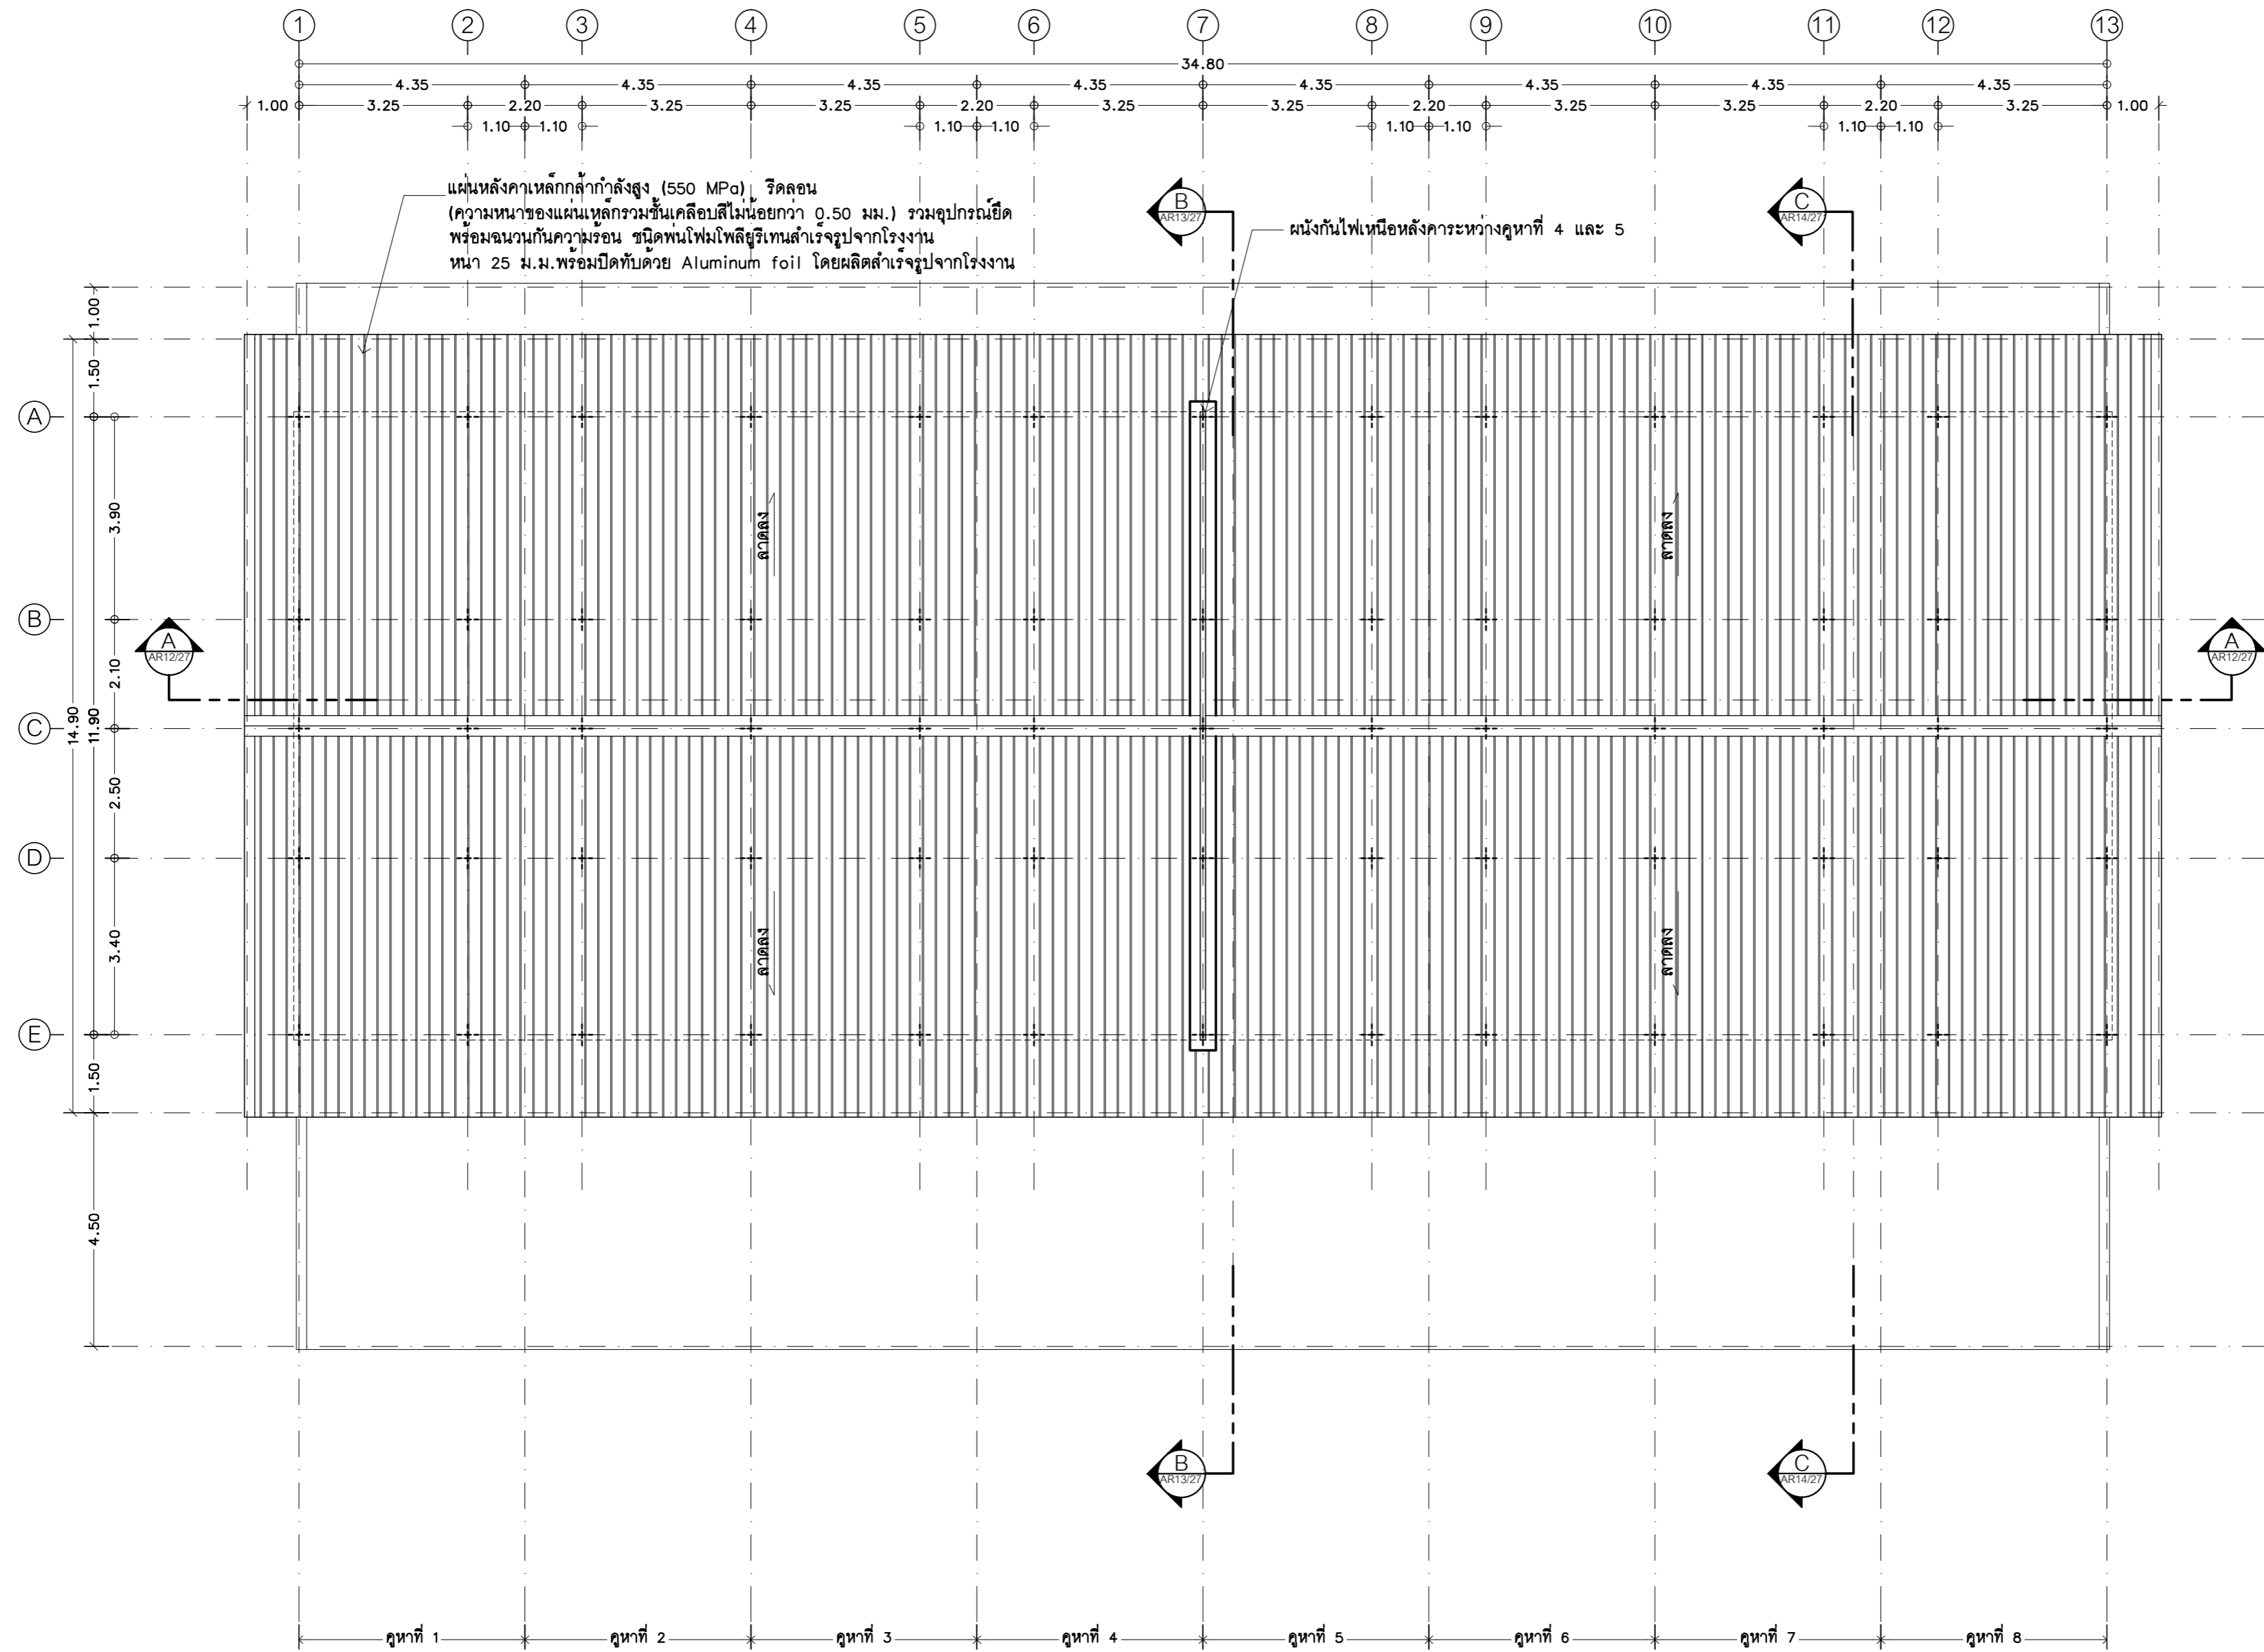 1 2 3 4 5 6 7 8 9 10 11 12 13
34.80
4.35 4.35 4.35 4.35 4.35 4.35 4.35 4.35
1.00 3.25 2.20 3.25 3.25 2.20 3.25 3.25 2.20 3.25 3.25 2.20 3.25 1.00
1.10 1.10 1.10 1.10 1.10 1.10 1.10 1.10
แผ่นหลังคาเหล็กกล้ากำลังสูง (550 MPa) รีดลอน
(ความหนาของแผ่นเหล็กรวมชั้นเคลือบสีไม่น้อยกว่า 0.50 มม.) รวมอุปกรณ์ยึด
พร้อมฉนวนกันความร้อน ชนิดพ่นโฟมโพลียูรีเทนสำเร็จรูปจากโรงงาน
หนา 25 ม.ม.พร้อมปิดทับด้วย Aluminum foil โดยผลิตสำเร็จรูปจากโรงงาน
B
AR13/27
C
AR14/27
ผนังกันไฟเหนือหลังคาระหว่างคูหาที่ 4 และ 5
1.00
1.50
A
3.90
ลาดลง
ลาดลง
B
A
AR12/27
A
AR12/27
2.10
14.90
11.90
C
2.50
D
3.40
ลาดลง
ลาดลง
E
1.50
4.50
B
AR13/27
C
AR14/27
คูหาที่ 1 คูหาที่ 2 คูหาที่ 3 คูหาที่ 4 คูหาที่ 5 คูหาที่ 6 คูหาที่ 7 คูหาที่ 8